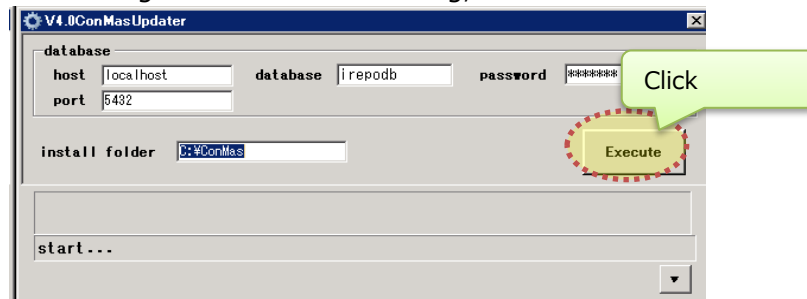 V4.0ConMasUpdater
database
host localhost database irepodb password *******
port 5432
Click
install folder C:¥ConMas
Execute
start...